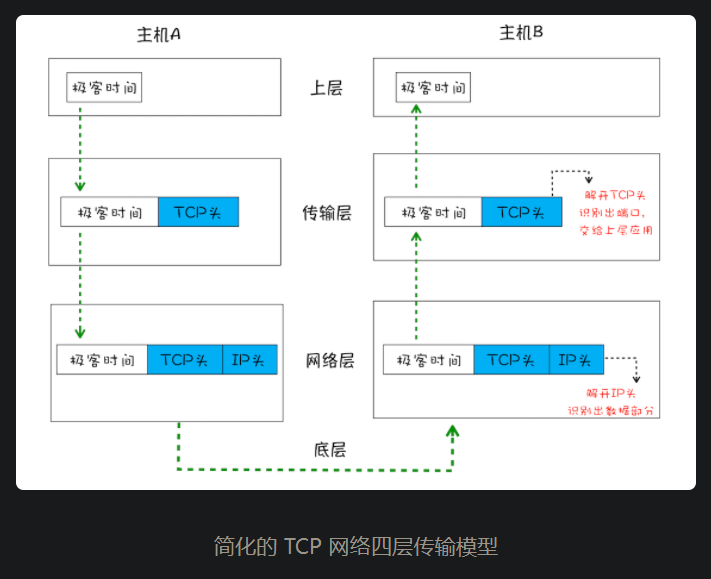 主机A
主机B
极客时间
上层
极客时间
极客时间
TCP头
传输层
极客时间
TCP头
解开TCP头
识别出端口,
交给上层应用
极客时间
TCP头
IP头
网络层
极客时间
TCP头
IP头
解开IP头
识别出数据部分
底层
简化的 TCP 网络四层传输模型